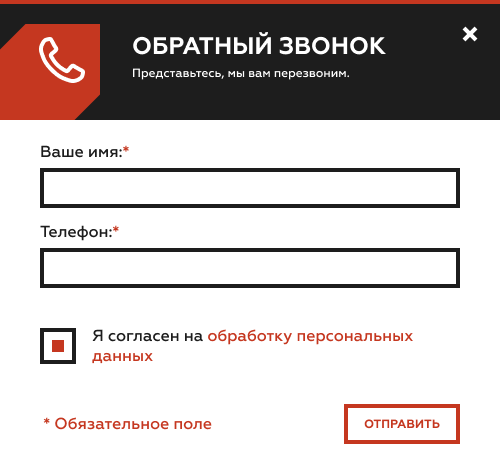 ОБРАТНЫЙ ЗВОНОК
Представьтесь, мы вам перезвоним.
Ваше имя:*
Телефон:*
Я согласен на обработку персональных
данных
* Обязательное поле
ОТПРАВИТЬ